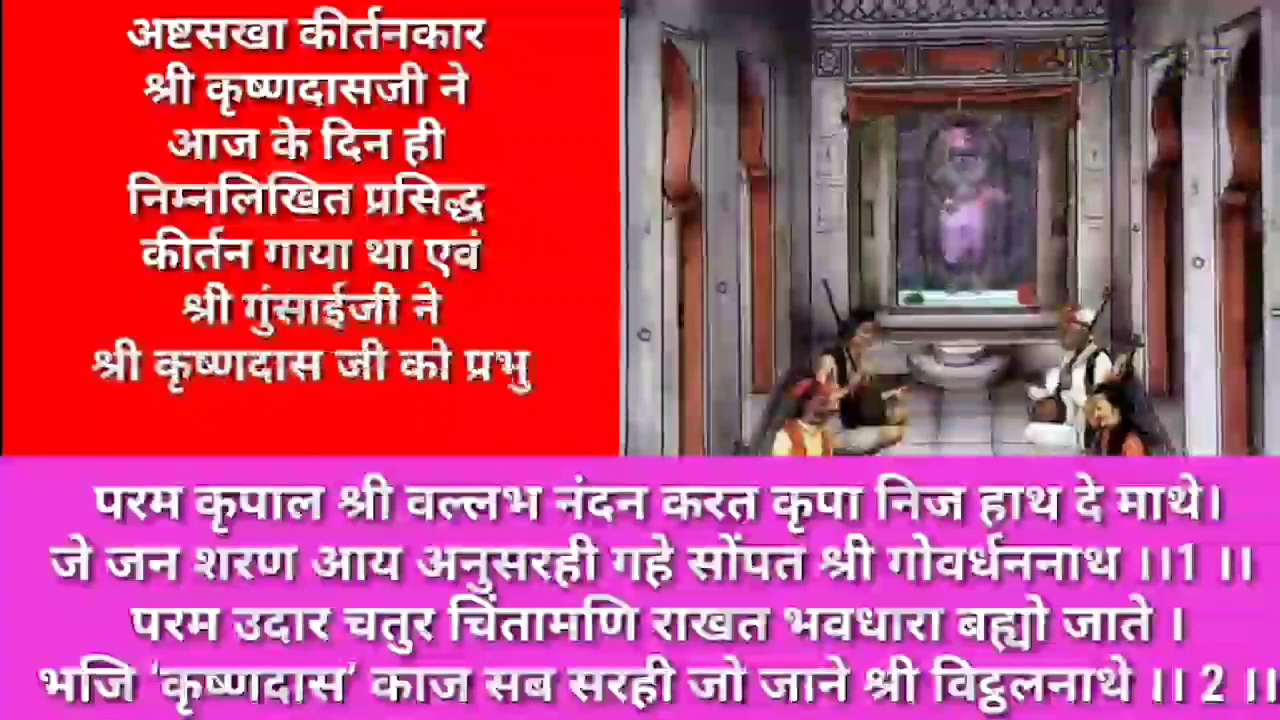 अष्टसखा कीर्तनकार
श्री कृष्णदासजी ने
आज के दिन ही
निम्नलिखित प्रसिद्ध
कीर्तन गाया था एवं
श्री गुंसाईजी ने
श्री कृष्णदास जी को प्रभु
परम कृपाल श्री वल्लभ नंदन करत कृपा निज हाथ दे माथे।
जे जन शरण आय अनुसरही गहे सोंपत श्री गोवर्धननाथ ।।1 ।।
परम उदार चतुर चिंतामणि राखत भवधारा बह्यो जाते ।
भजि 'कृष्णदास' काज सब सरही जो जाने श्री विट्ठलनाथे ।। 2 ।।